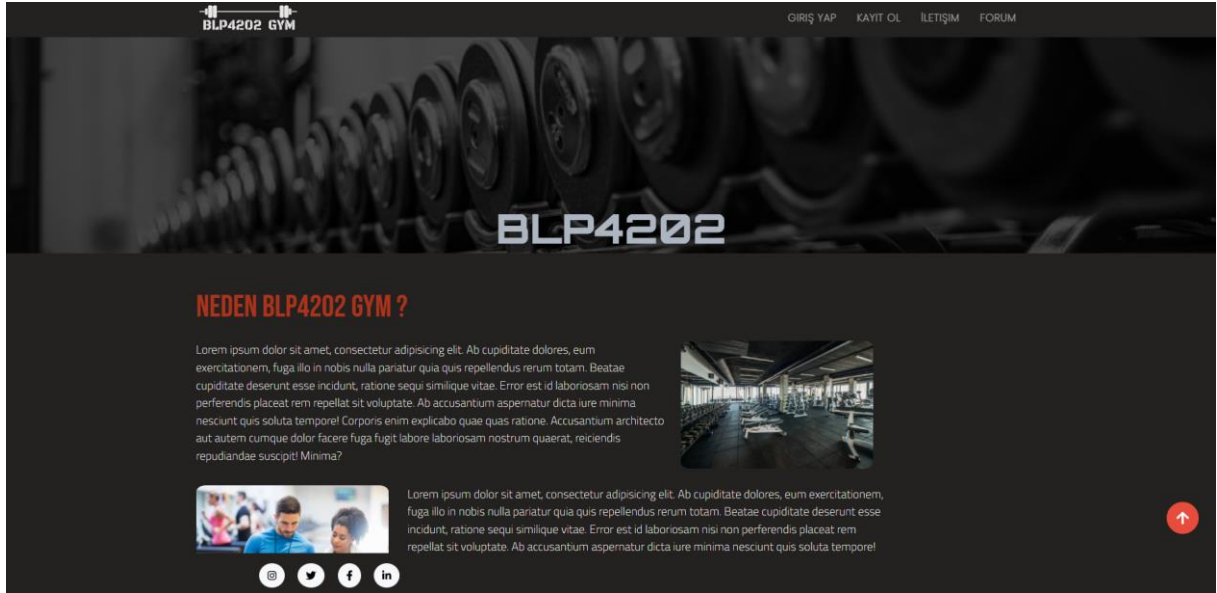 BLP4202 GYM
GIRIŞ YAP KAYIT OL İLETIŞIM FORUM
BLP4202
NEDEN BLP4202 GYM ?
Lorem ipsum dolor sit amet, consectetur adipisicing elit. Ab cupiditate dolores, eum
exercitationem, fuga illo in nobis nulla pariatur quia quis repellendus rerum totam. Beatae
cupiditate deserunt esse incidunt, ratione sequi similique vitae. Error est id laboriosam nisi non
perferendis placeat rem repellat sit voluptate. Ab accusantium aspernatur dicta iure minima
nesciunt quis soluta tempore! Corporis enim explicabo quae quas ratione. Accusantium architecto
aut autem cumque dolor facere fuga fugit labore laboriosam nostrum quaerat, reiciendis
repudiandae suscipit! Minima?
Lorem ipsum dolor sit amet, consectetur adipisicing elit. Ab cupiditate dolores, eum exercitationem,
fuga illo in nobis nulla pariatur quia quis repellendus rerum totam. Beatae cupiditate deserunt esse
incidunt, ratione sequi similique vitae. Error est id laboriosam nisi non perferendis placeat rem
repellat sit voluptate. Ab accusantium aspernatur dicta iure minima nesciunt quis soluta tempore!